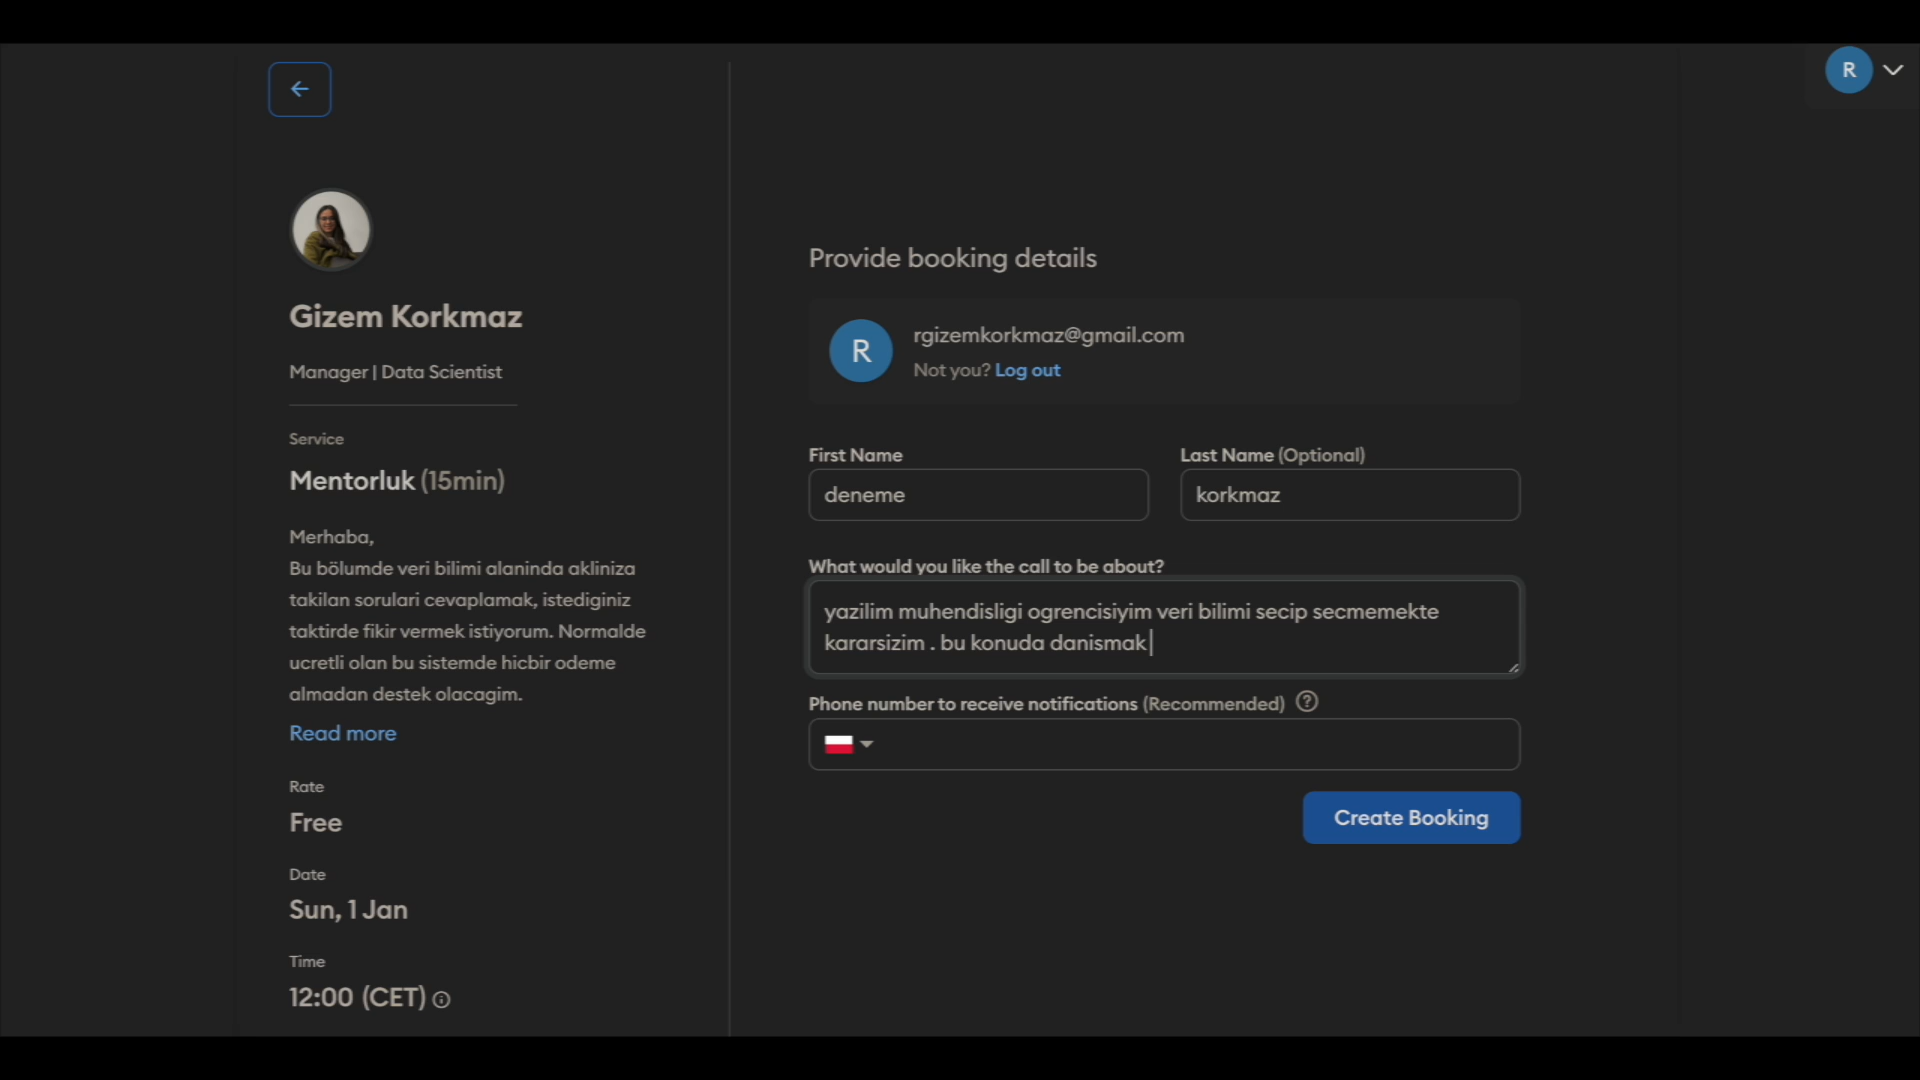 R
Gizem Korkmaz
Manager | Data Scientist
Service
Mentorluk (15min)
Merhaba,
Bu bölumde veri bilimi alaninda akliniza
takilan sorulari cevaplamak, istediginiz
taktirde fikir vermek istiyorum. Normalde
ucretli olan bu sistemde hicbir odeme
almadan destek olacagim.
Read more
Rate
Free
Date
Sun, 1 Jan
Time
12:00 (CET)
Provide booking details
R
rgizemkorkmaz@gmail.com
Not you? Log out
First Name
Last Name (Optional)
deneme
korkmaz
What would you like the call to be about?
yazilim muhendisligi ogrencisiyim veri bilimi secip secmemekte
kararsizim . bu konuda danismak
Phone number to receive notifications (Recommended)
Create Booking